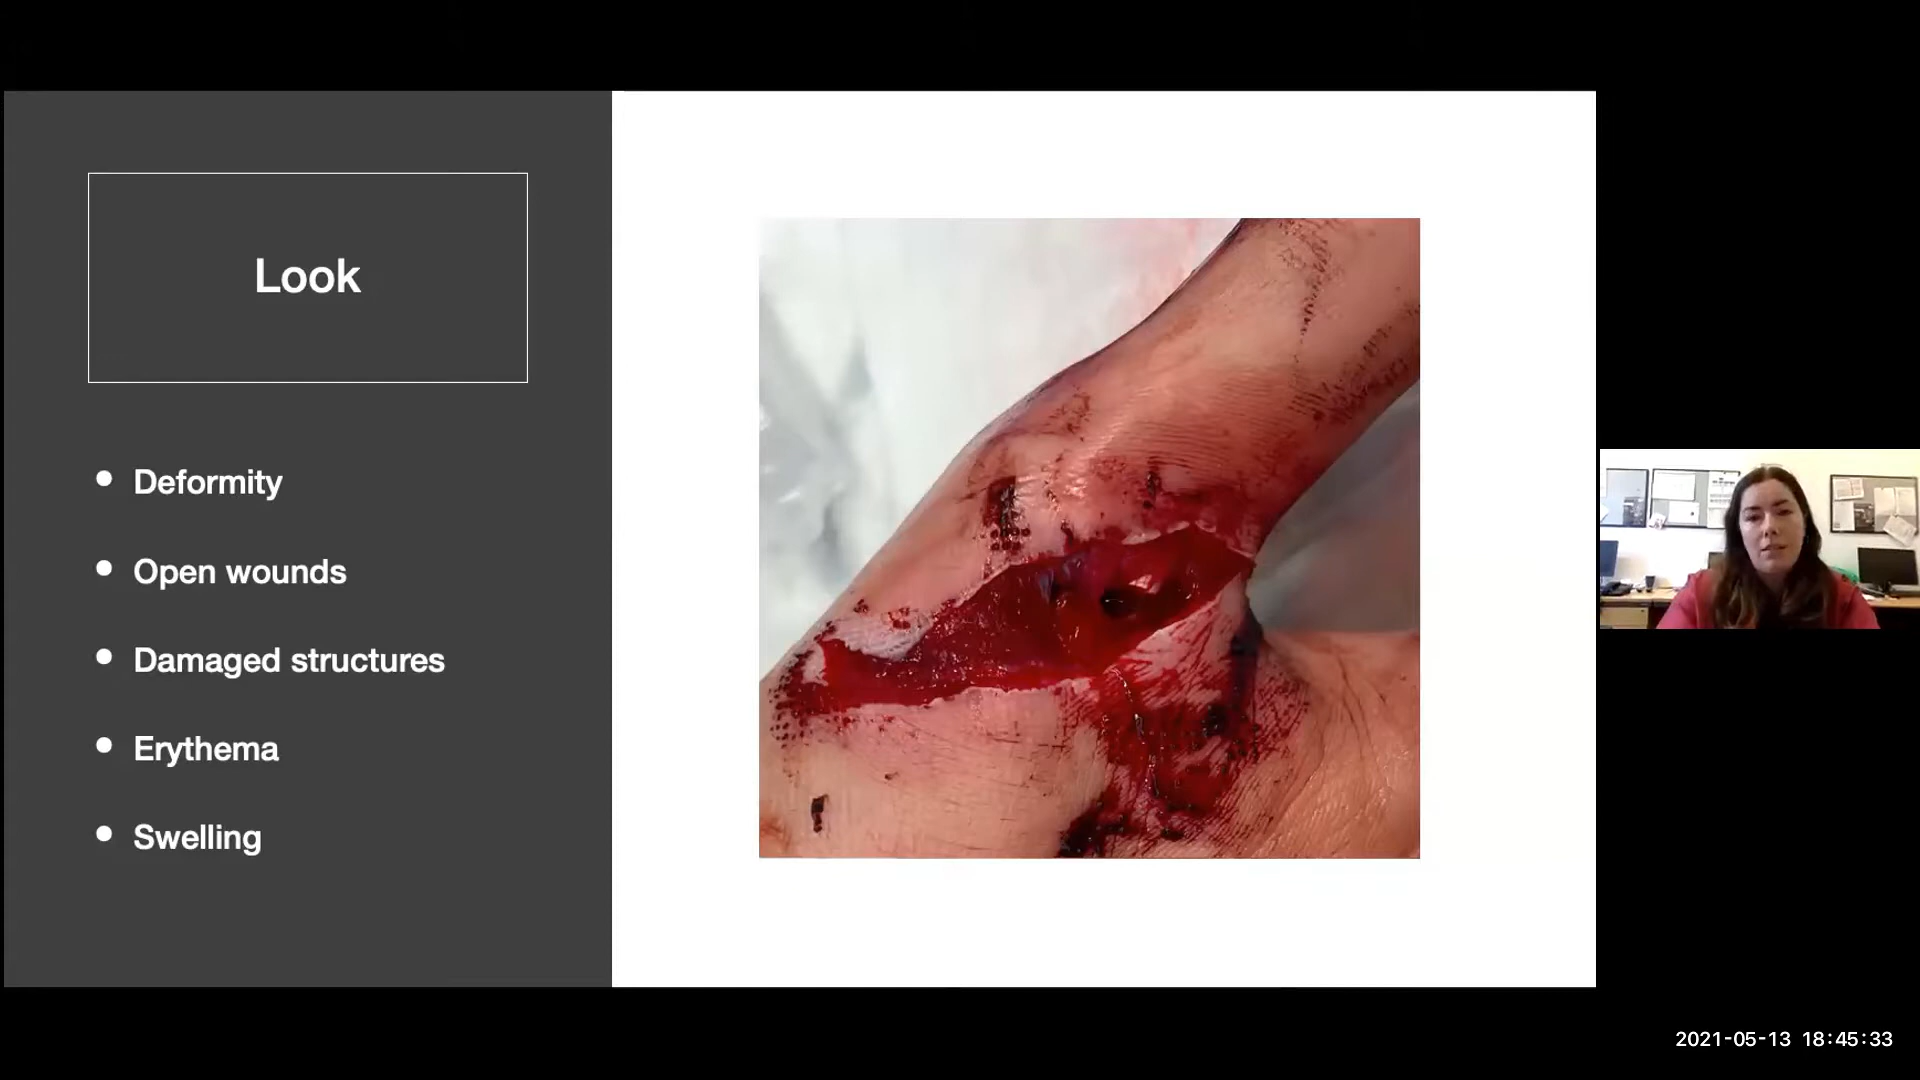 Look
Deformity
Open wounds
Damaged structures
Erythema
Swelling
2021-05-13 18:45:33